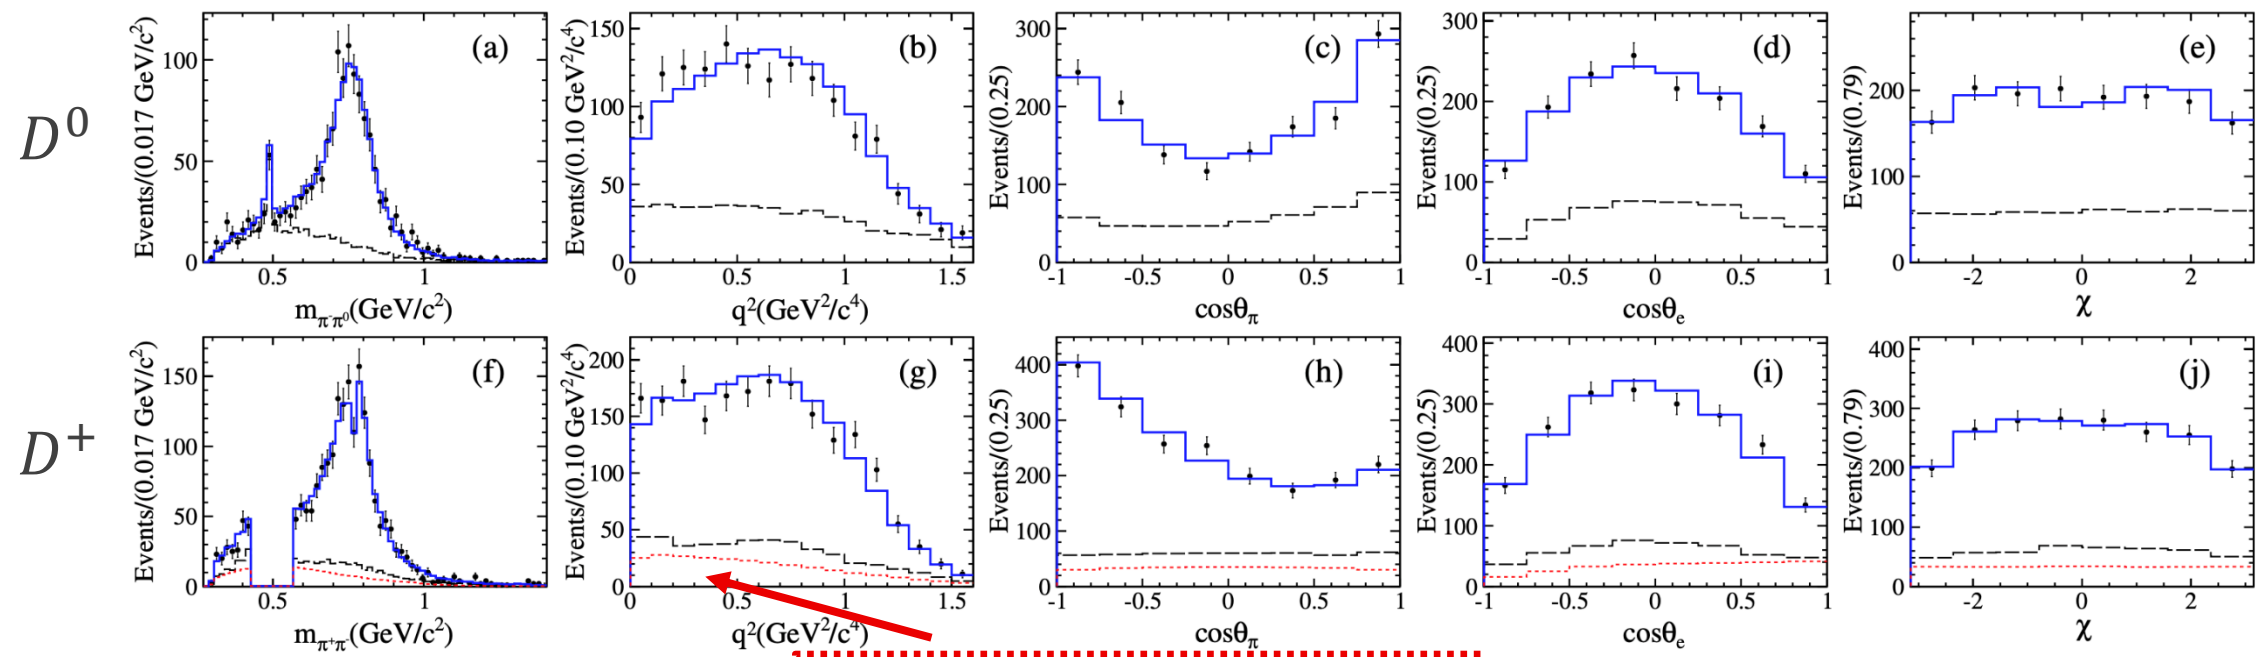 D⁰
Events/(0.017 GeV/c²)
100
50
0
0.5
1
(a)
m_π⁻π⁰(GeV/c²)
Events/(0.10 GeV²/c⁴)
150
100
50
0
0
0.5
1
1.5
(b)
q²(GeV²/c⁴)
Events/(0.25)
300
200
100
0
-1
-0.5
0
0.5
1
(c)
cosθ_π
Events/(0.25)
300
200
100
0
-1
-0.5
0
0.5
1
(d)
cosθ_e
Events/(0.79)
200
100
0
-2
0
2
(e)
χ
D⁺
Events/(0.017 GeV/c²)
150
100
50
0
0.5
1
(f)
m_π⁺π⁻(GeV/c²)
Events/(0.10 GeV²/c⁴)
200
150
100
50
0
0
0.5
1
1.5
(g)
q²(GeV²/c⁴)
Events/(0.25)
400
300
200
100
0
-1
-0.5
0
0.5
1
(h)
cosθ_π
Events/(0.25)
400
300
200
100
0
-1
-0.5
0
0.5
1
(i)
cosθ_e
Events/(0.79)
400
300
200
100
0
-2
0
2
(j)
χ